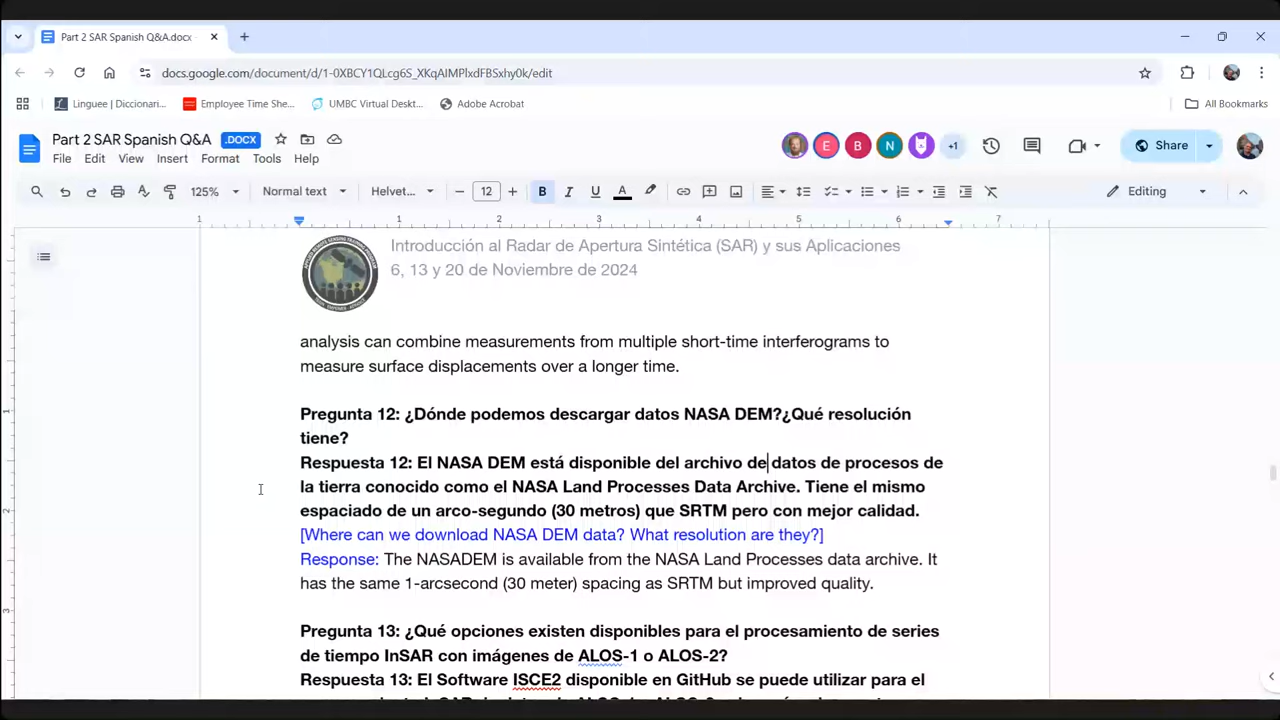 Part 2 SAR Spanish Q&A.docx
docs.google.com/document/d/1-0XBCY1QLcg6S_XKqAIMPlxdFBSxhy0k/edit
Linguee | Diccionari...
Employee Time She...
UMBC Virtual Deskt...
Adobe Acrobat
All Bookmarks
Part 2 SAR Spanish Q&A .DOCX
+1
Share
File Edit View Insert Format Tools Help
125% Normal text Helvet... 12 B I U A Editing
1 1 2 3 4 5 6 7
Introducción al Radar de Apertura Sintética (SAR) y sus Aplicaciones
6, 13 y 20 de Noviembre de 2024
analysis can combine measurements from multiple short-time interferograms to
measure surface displacements over a longer time.
Pregunta 12: ¿Dónde podemos descargar datos NASA DEM?¿Qué resolución
tiene?
Respuesta 12: El NASA DEM está disponible del archivo de datos de procesos de
la tierra conocido como el NASA Land Processes Data Archive. Tiene el mismo
espaciado de un arco-segundo (30 metros) que SRTM pero con mejor calidad.
[Where can we download NASA DEM data? What resolution are they?]
Response: The NASADEM is available from the NASA Land Processes data archive. It
has the same 1-arcsecond (30 meter) spacing as SRTM but improved quality.
Pregunta 13: ¿Qué opciones existen disponibles para el procesamiento de series
de tiempo InSAR con imágenes de ALOS-1 o ALOS-2?
Respuesta 13: El Software ISCE2 disponible en GitHub se puede utilizar para el